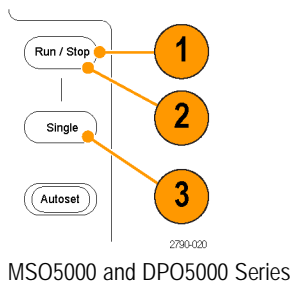 Run / Stop
1
2
Single
3
Autoset
2790-020
MSO5000 and DPO5000 Series